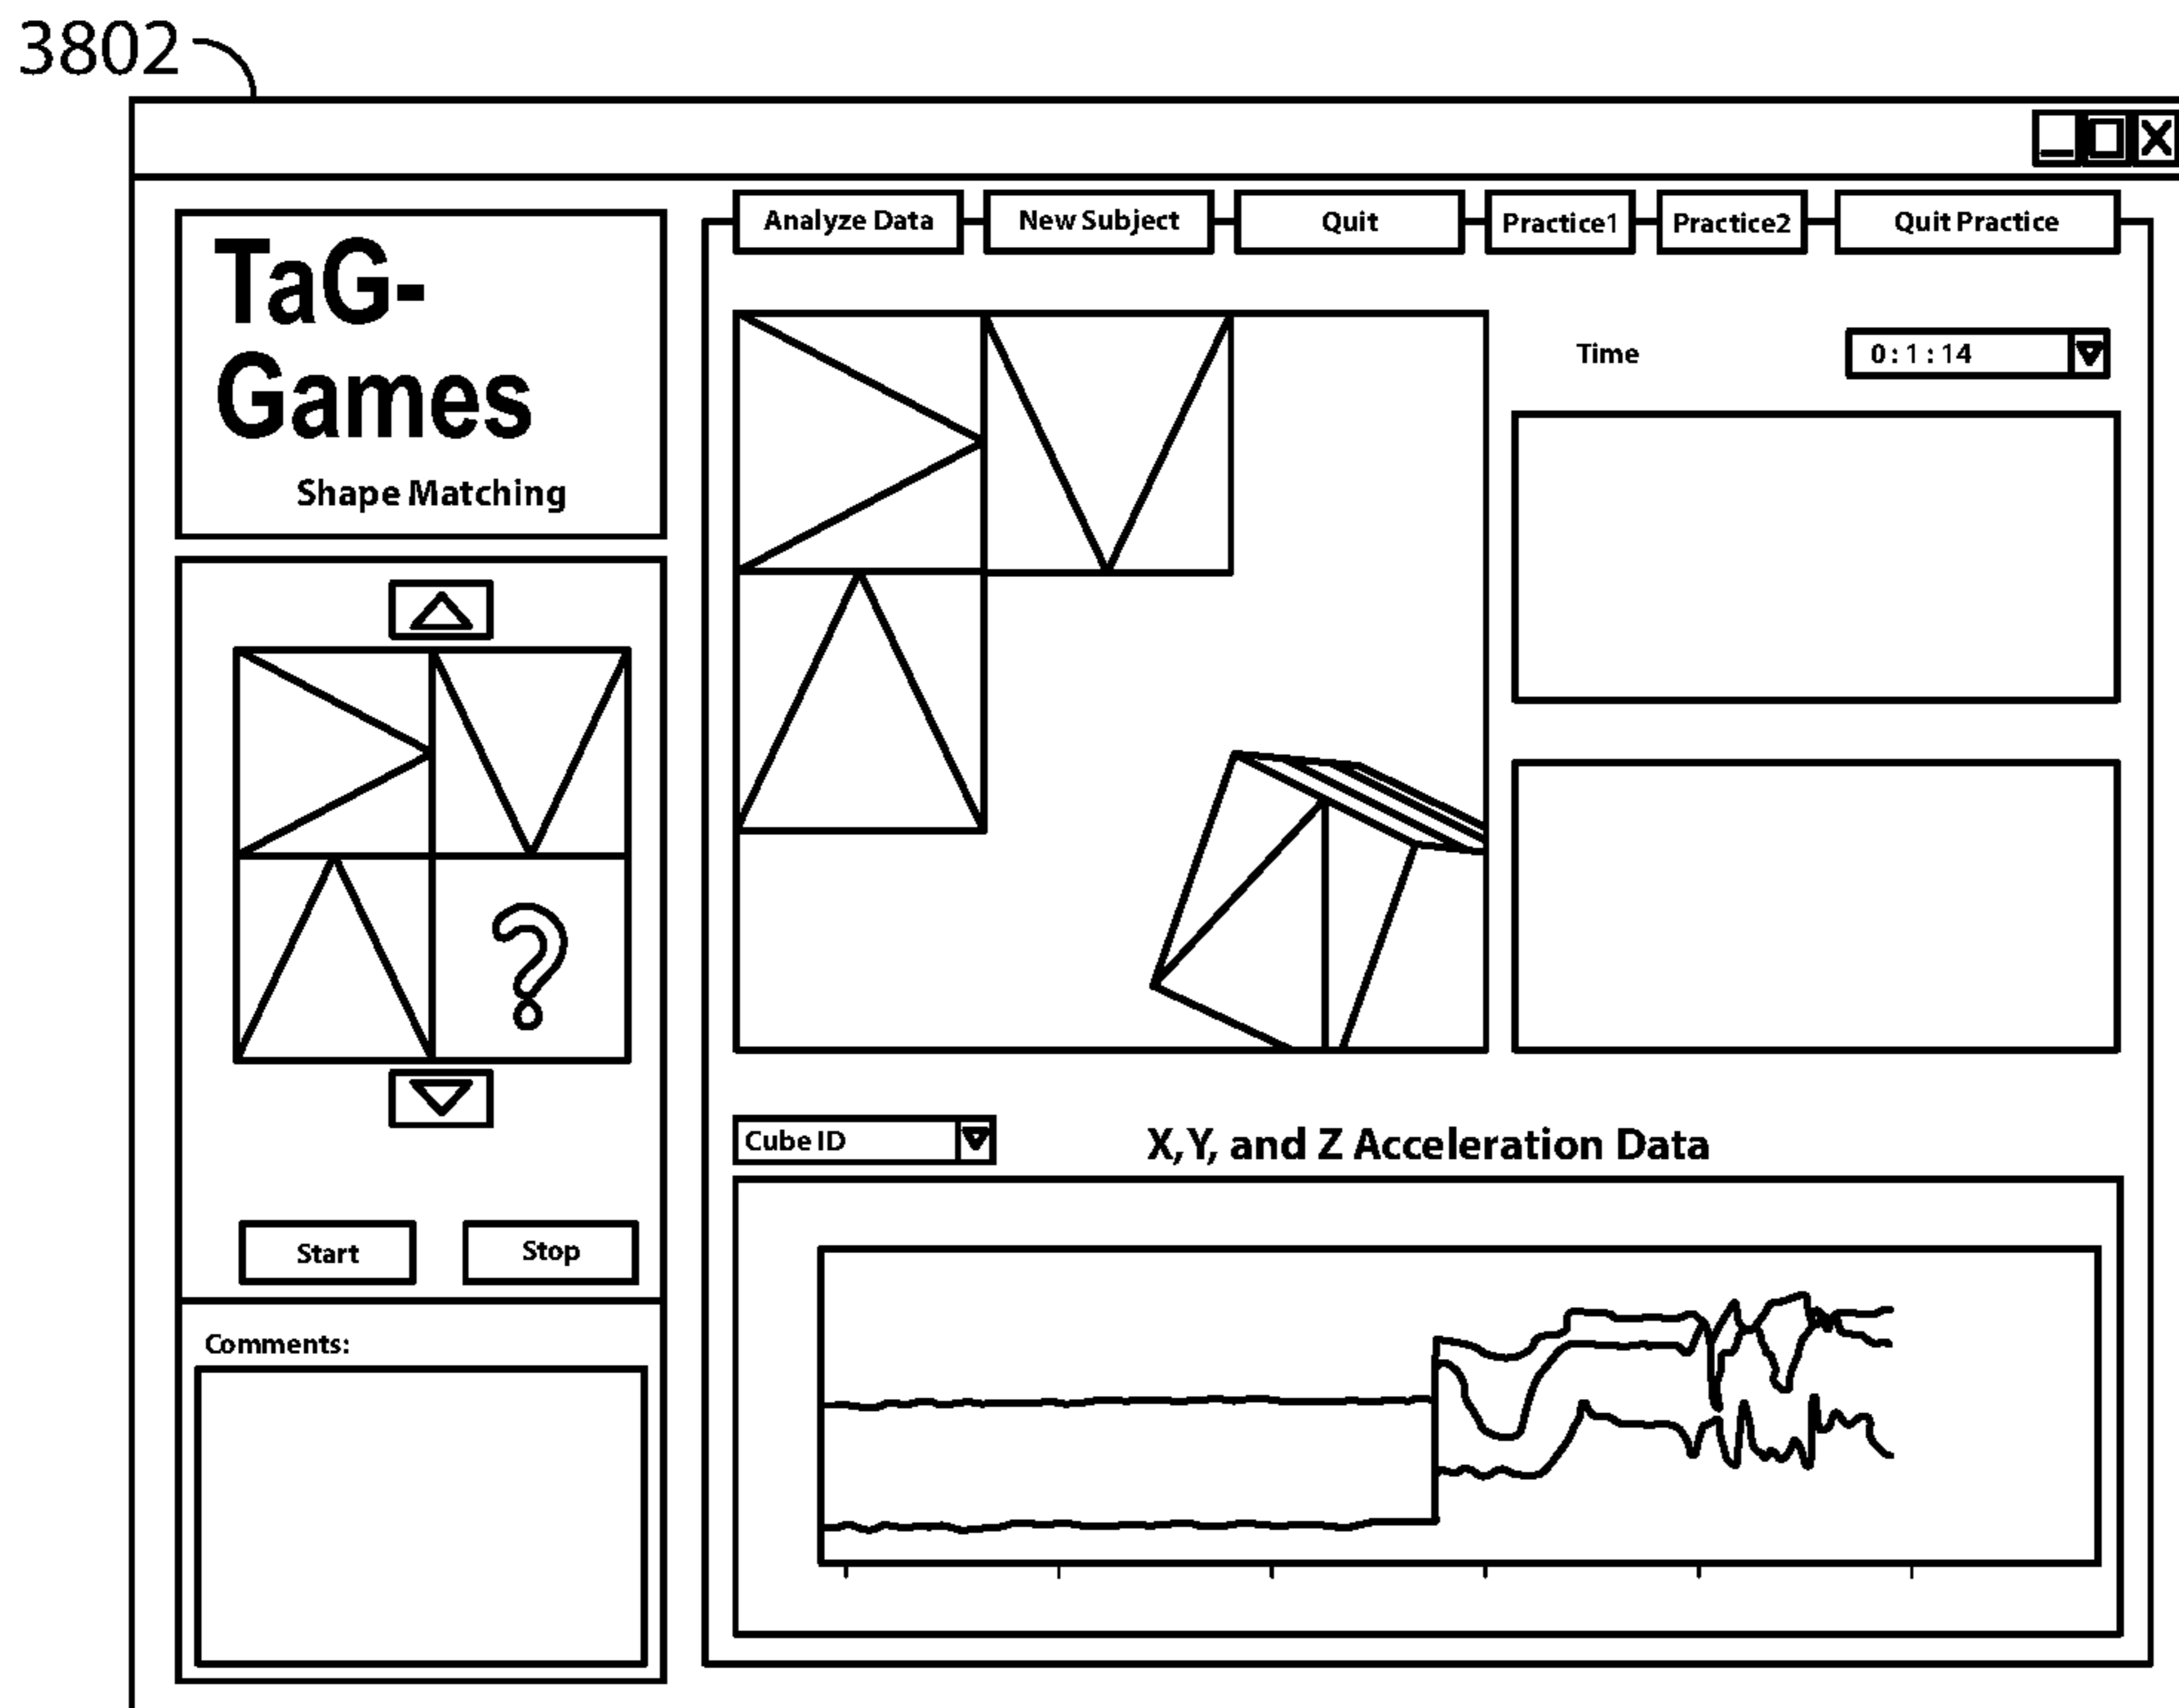 3802
Analyze Data
New Subject
Quit
Practice1
Practice2
Quit Practice
TaG-
Games
Shape Matching
Time
0:1:14
?
Start
Stop
Comments:
Cube ID
X,Y, and Z Acceleration Data